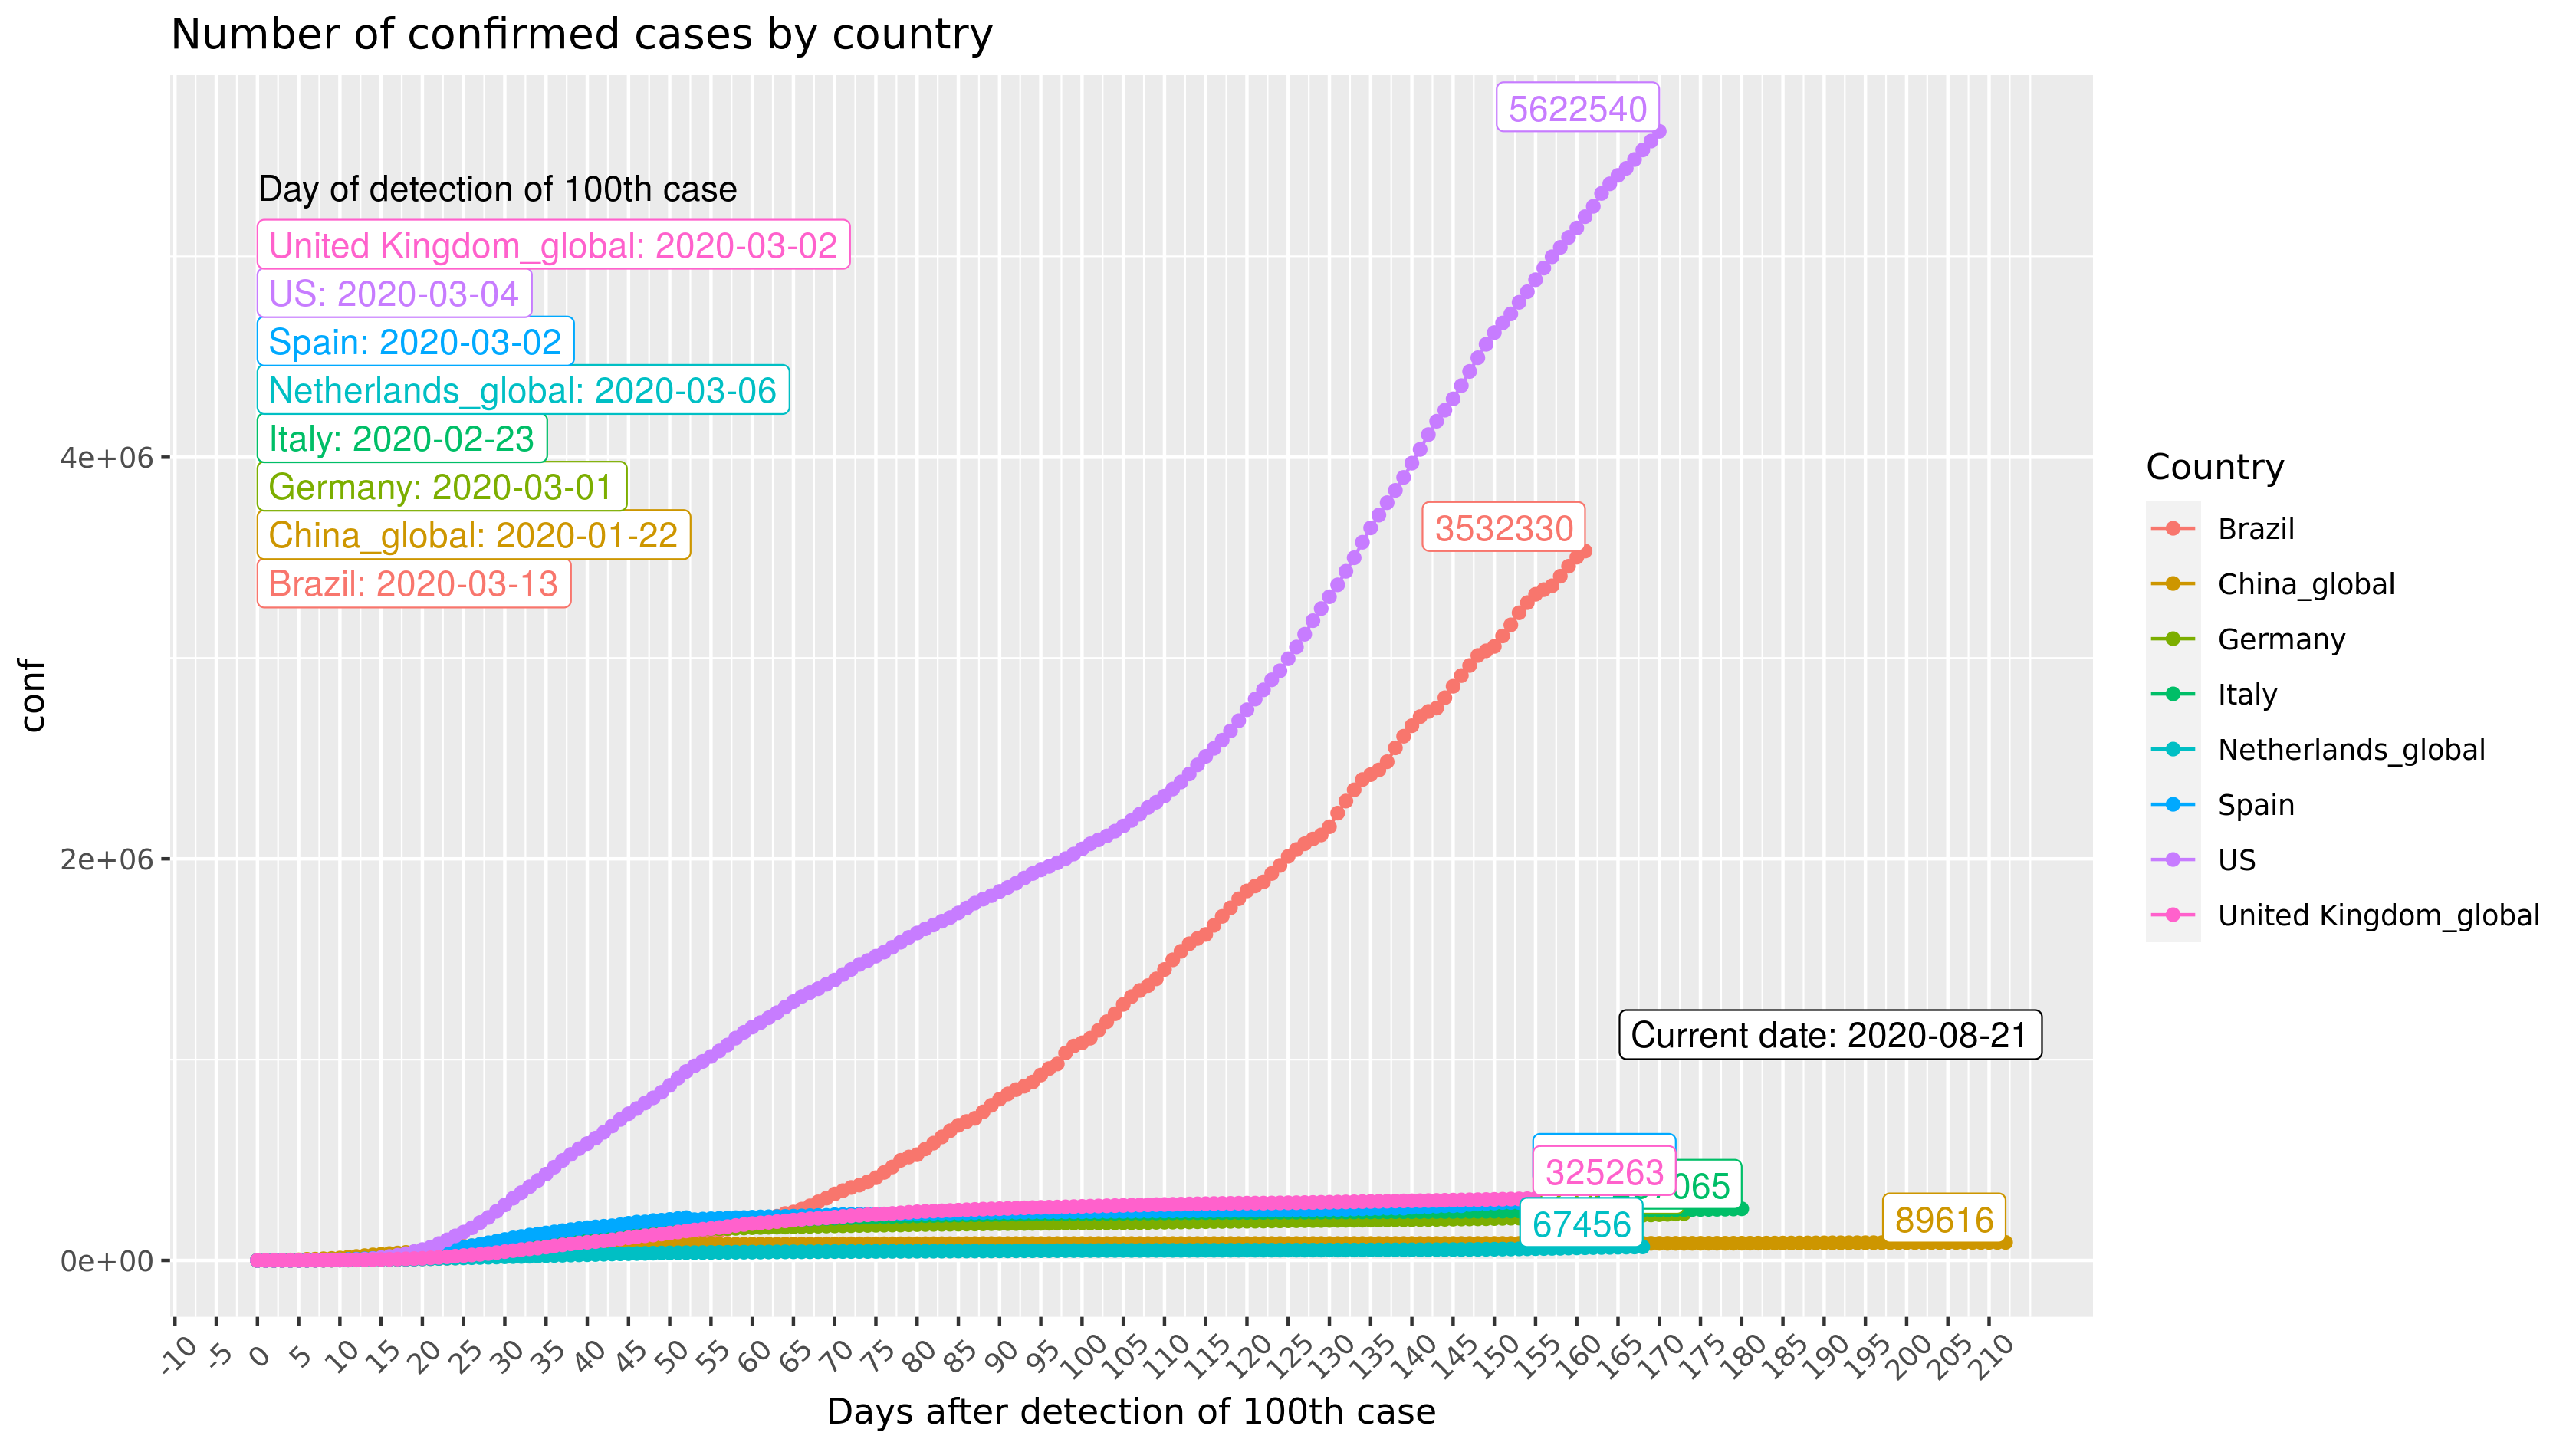 Number of confirmed cases by country
5622540
Day of detection of 100th case
United Kingdom_global: 2020-03-02
US: 2020-03-04
Spain: 2020-03-02
Netherlands_global: 2020-03-06
Italy: 2020-02-23
Germany: 2020-03-01
China_global: 2020-01-22
Brazil: 2020-03-13
3532330
Current date: 2020-08-21
325263
065
67456
89616
conf
4e+06
2e+06
0e+00
-10 -5 0 5 10 15 20 25 30 35 40 45 50 55 60 65 70 75 80 85 90 95 100 105 110 115 120 125 130 135 140 145 150 155 160 165 170 175 180 185 190 195 200 205 210
Days after detection of 100th case
Country
Brazil
China_global
Germany
Italy
Netherlands_global
Spain
US
United Kingdom_global